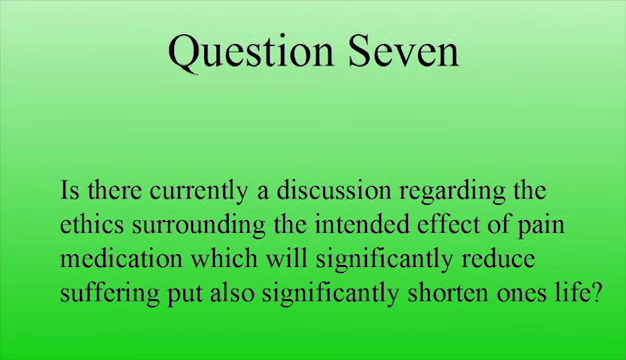 Question Seven
Is there currently a discussion regarding the
ethics surrounding the intended effect of pain
medication which will significantly reduce
suffering put also significantly shorten ones life?